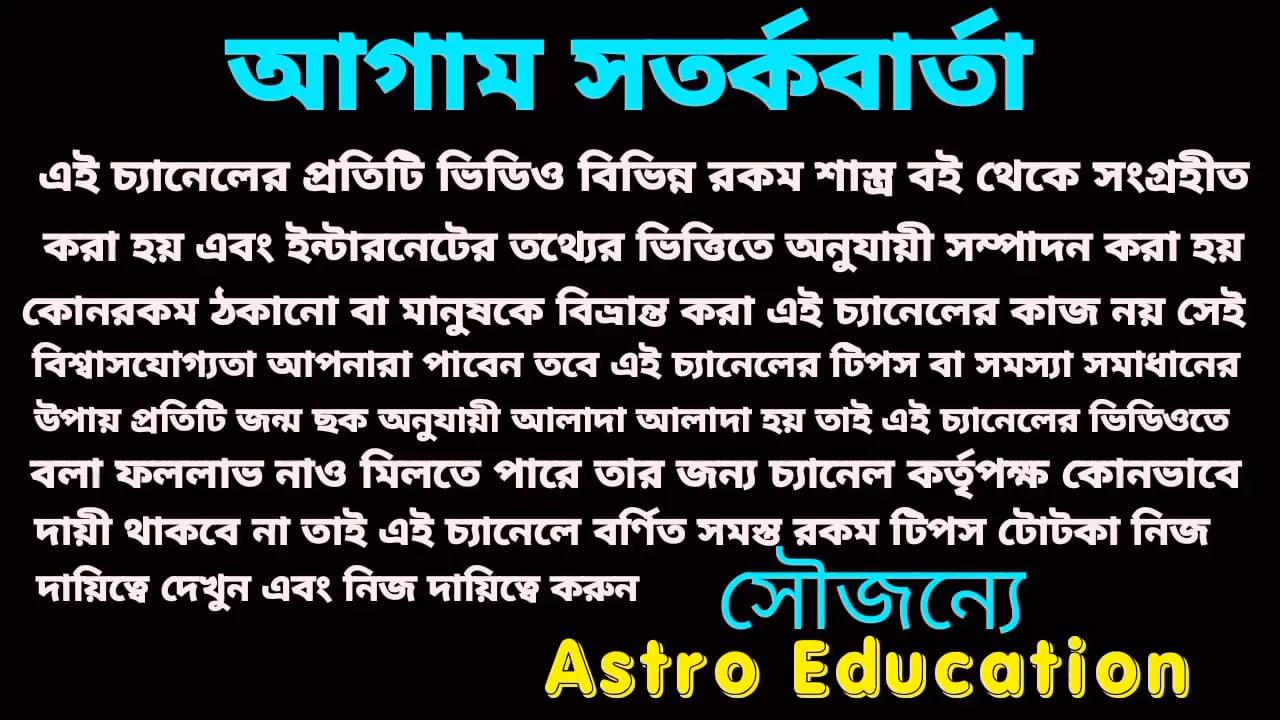 আগাম সতর্কবার্তা
এই চ্যানেলের প্রতিটি ভিডিও বিভিন্ন রকম শাস্ত্র বই থেকে সংগ্রহীত
করা হয় এবং ইন্টারনেটের তথ্যের ভিত্তিতে অনুযায়ী সম্পাদন করা হয়
কোনরকম ঠকানো বা মানুষকে বিভ্রান্ত করা এই চ্যানেলের কাজ নয় সেই
বিশ্বাসযোগ্যতা আপনারা পাবেন তবে এই চ্যানেলের টিপস বা সমস্যা সমাধানের
উপায় প্রতিটি জন্ম ছক অনুযায়ী আলাদা আলাদা হয় তাই এই চ্যানেলের ভিডিওতে
বলা ফললাভ নাও মিলতে পারে তার জন্য চ্যানেল কর্তৃপক্ষ কোনভাবে
দায়ী থাকবে না তাই এই চ্যানেলে বর্ণিত সমস্ত রকম টিপস টোটকা নিজ
দায়িত্বে দেখুন এবং নিজ দায়িত্বে করুন
সৌজন্যে
Astro Education